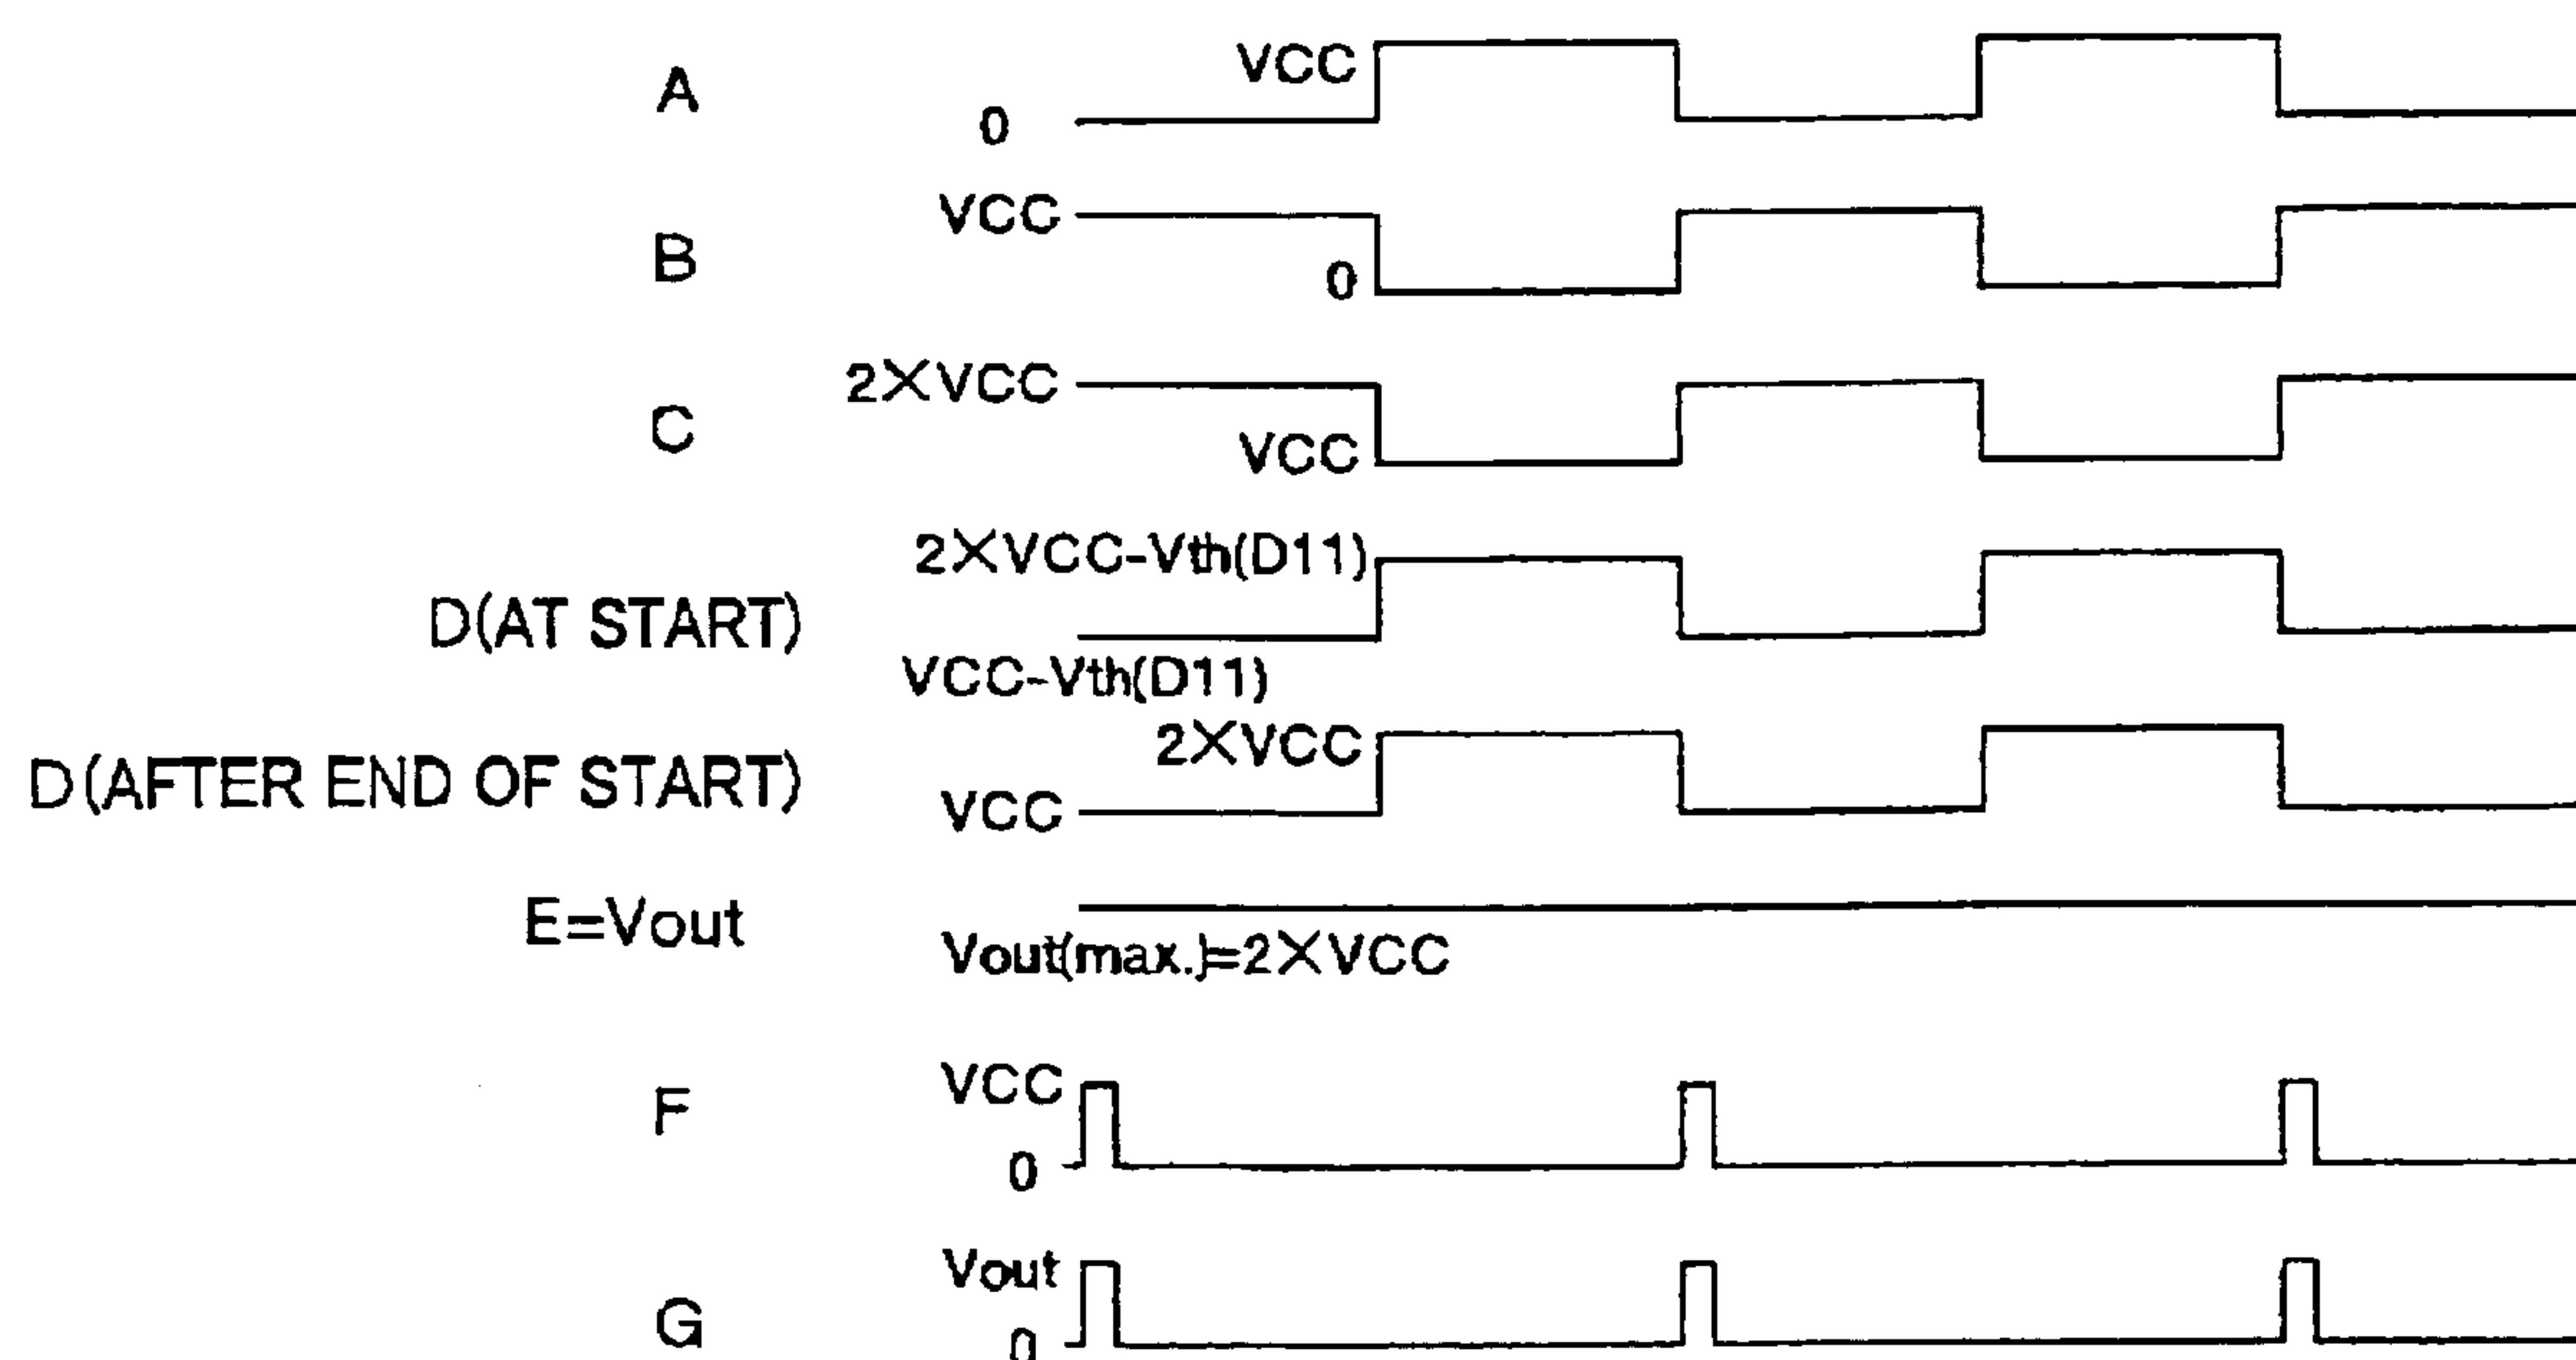 A
VCC
0
B
VCC
0
C
2×VCC
VCC
D(AT START)
2×VCC-Vth(D11)
VCC-Vth(D11)
D(AFTER END OF START)
2×VCC
VCC
E=Vout
Vout(max.)=2×VCC
F
VCC
0
G
Vout
0